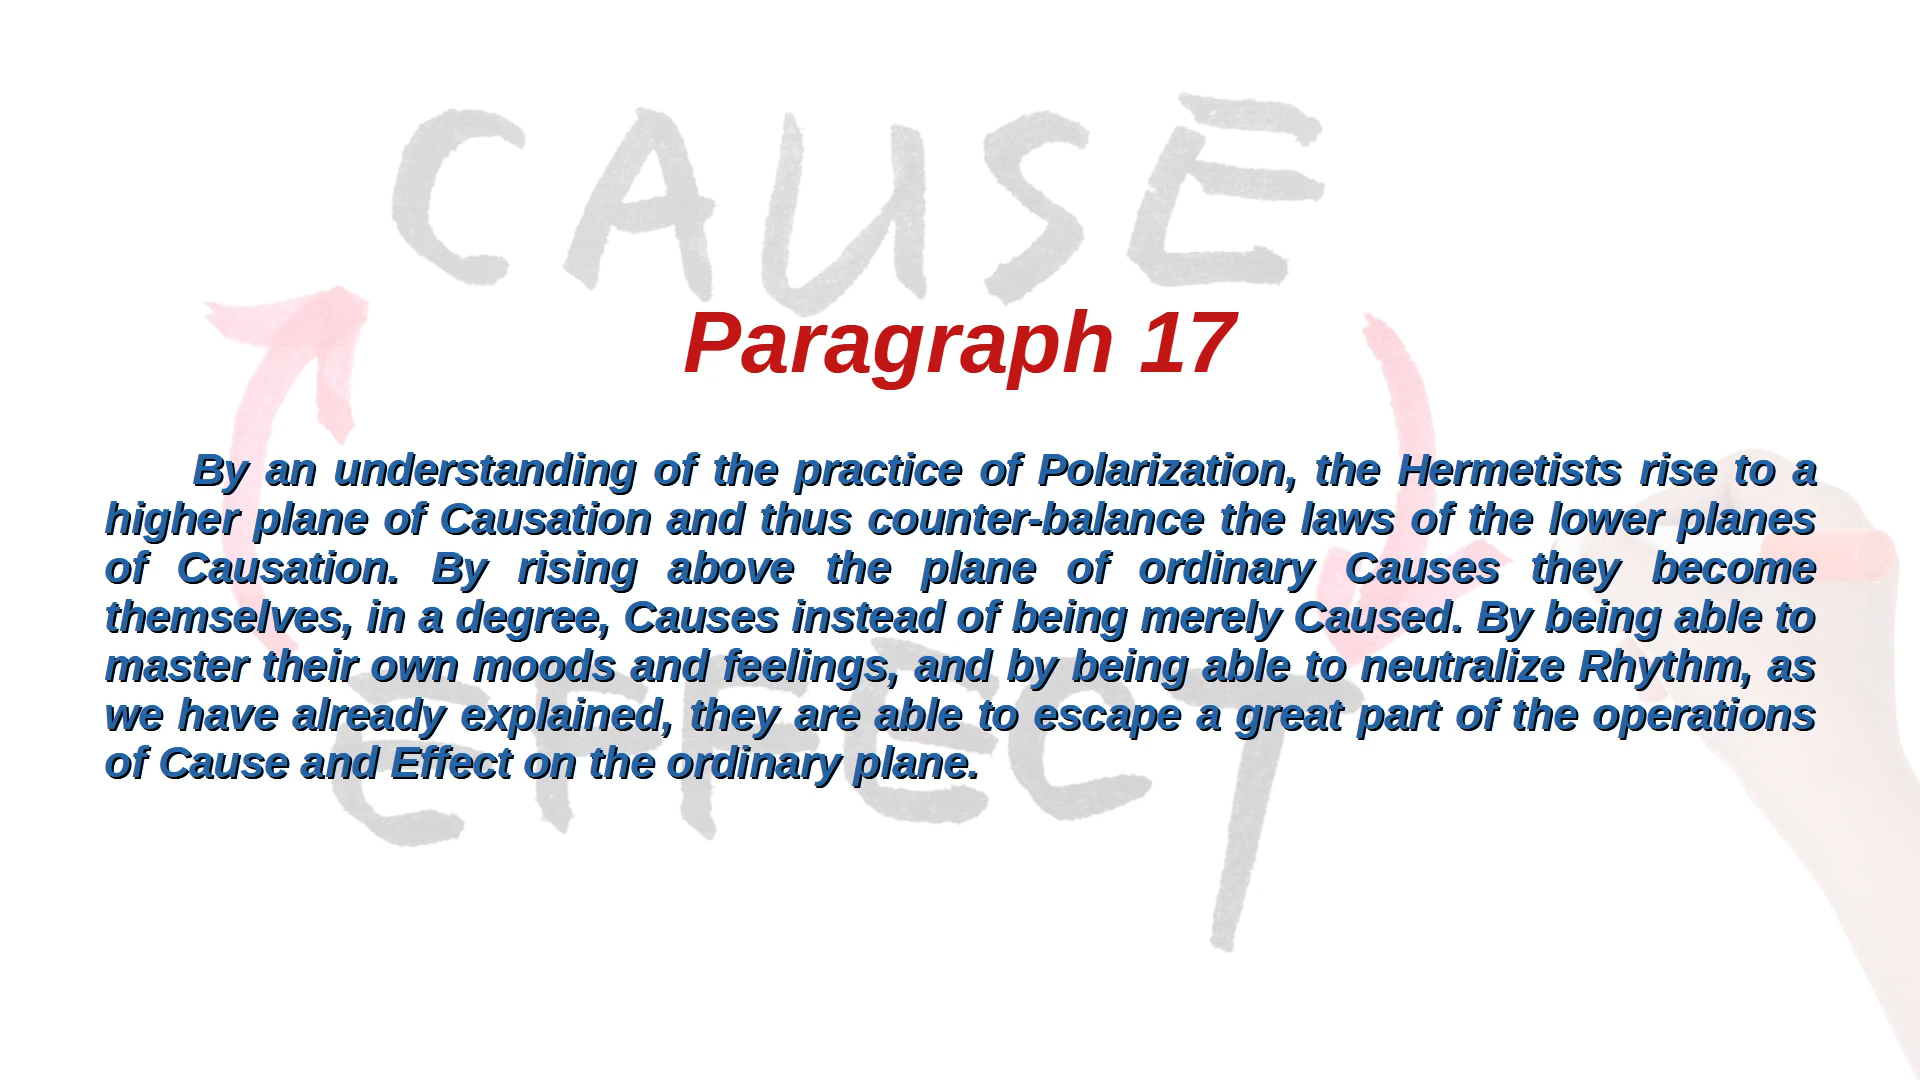 CAUSE
Paragraph 17
By an understanding of the practice of Polarization, the Hermetists rise to a
higher plane of Causation and thus counter-balance the laws of the lower planes
of Causation. By rising above the plane of ordinary Causes they become
themselves, in a degree, Causes instead of being merely Caused. By being able to
master their own moods and feelings, and by being able to neutralize Rhythm, as
we have already explained, they are able to escape a great part of the operations
of Cause and Effect on the ordinary plane.
EFFECT